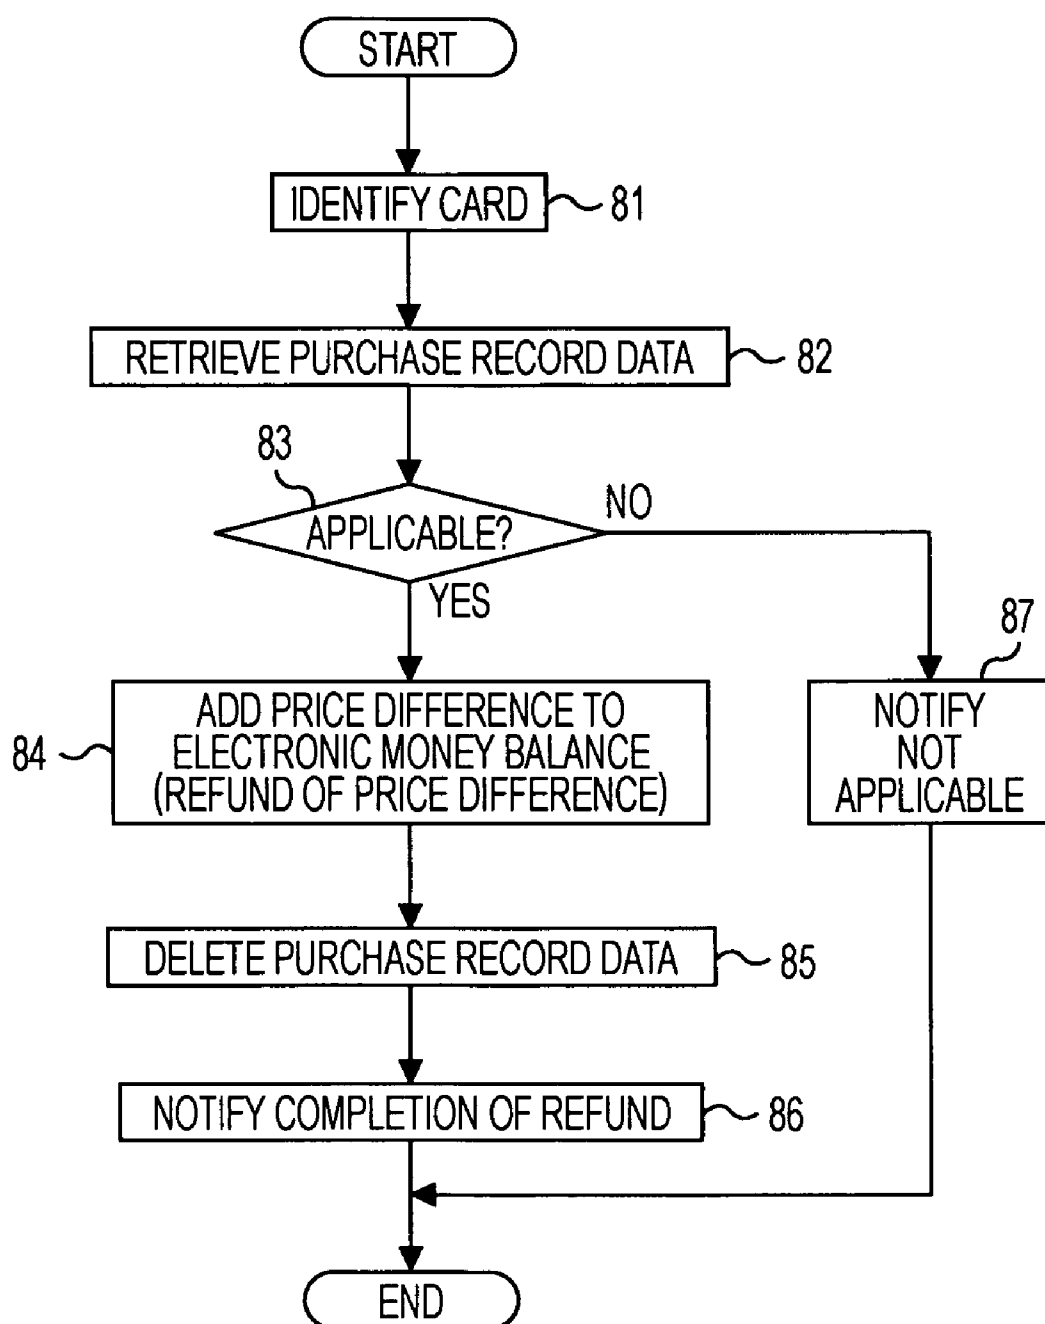 START
IDENTIFY CARD
81
RETRIEVE PURCHASE RECORD DATA
82
83
APPLICABLE?
NO
YES
87
84
ADD PRICE DIFFERENCE TO
ELECTRONIC MONEY BALANCE
(REFUND OF PRICE DIFFERENCE)
NOTIFY
NOT
APPLICABLE
DELETE PURCHASE RECORD DATA
85
NOTIFY COMPLETION OF REFUND
86
END